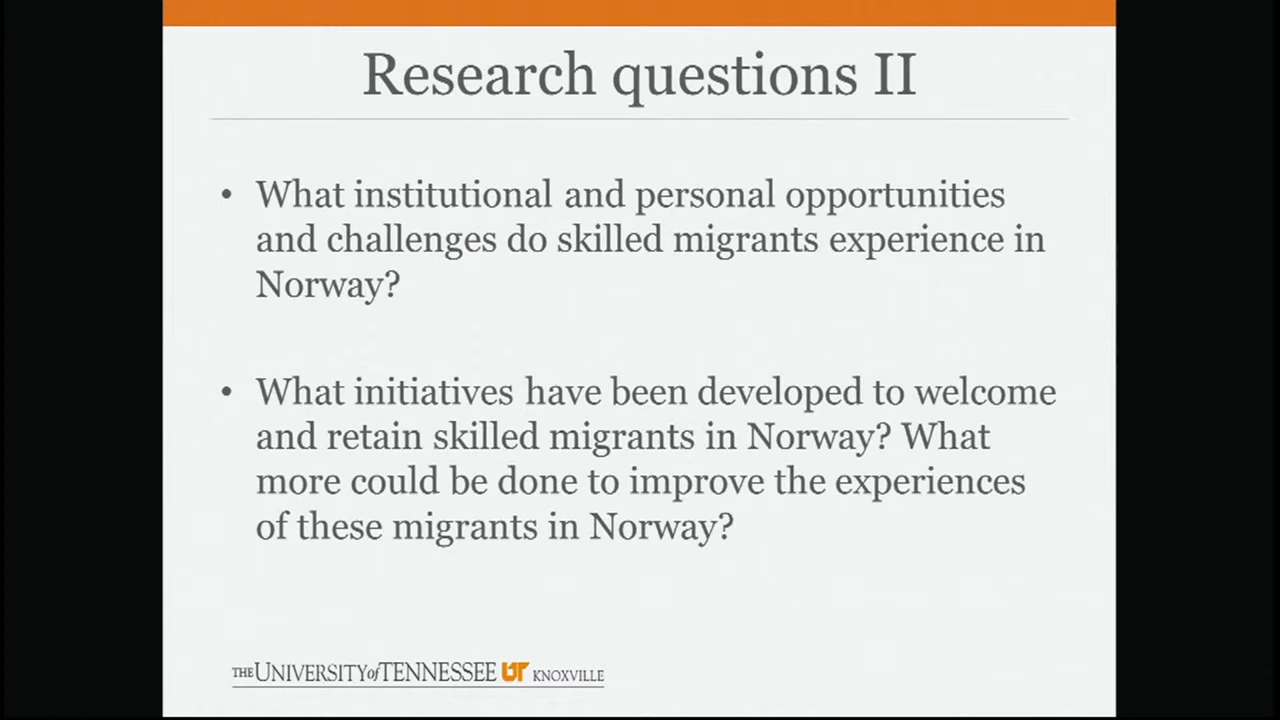 Research questions II
• What institutional and personal opportunities
and challenges do skilled migrants experience in
Norway?
• What initiatives have been developed to welcome
and retain skilled migrants in Norway? What
more could be done to improve the experiences
of these migrants in Norway?
THE UNIVERSITY of TENNESSEE UT KNOXVILLE